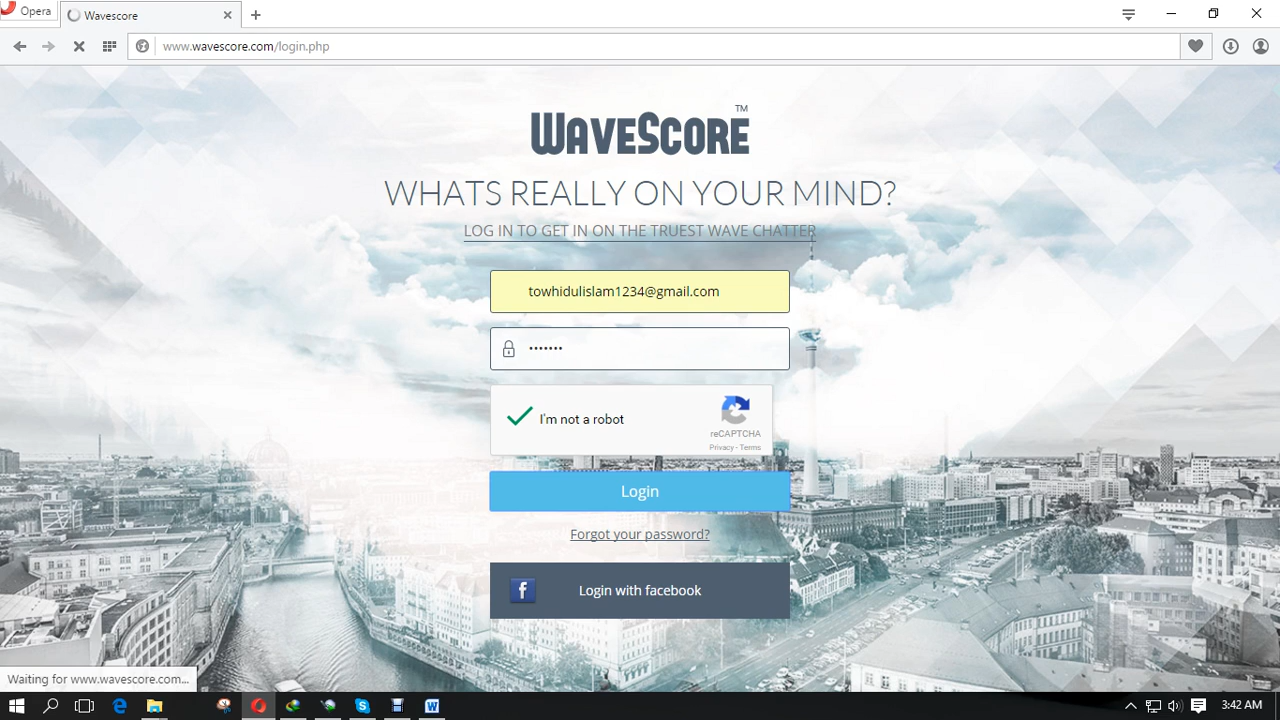 Opera
Wavescore
www.wavescore.com/login.php
WAVESCORE™
WHATS REALLY ON YOUR MIND?
LOG IN TO GET IN ON THE TRUEST WAVE CHATTER
towhidulislam1234@gmail.com
•••••••
I'm not a robot
reCAPTCHA
Privacy - Terms
Login
Forgot your password?
f
Login with facebook
Waiting for www.wavescore.com...
3:42 AM